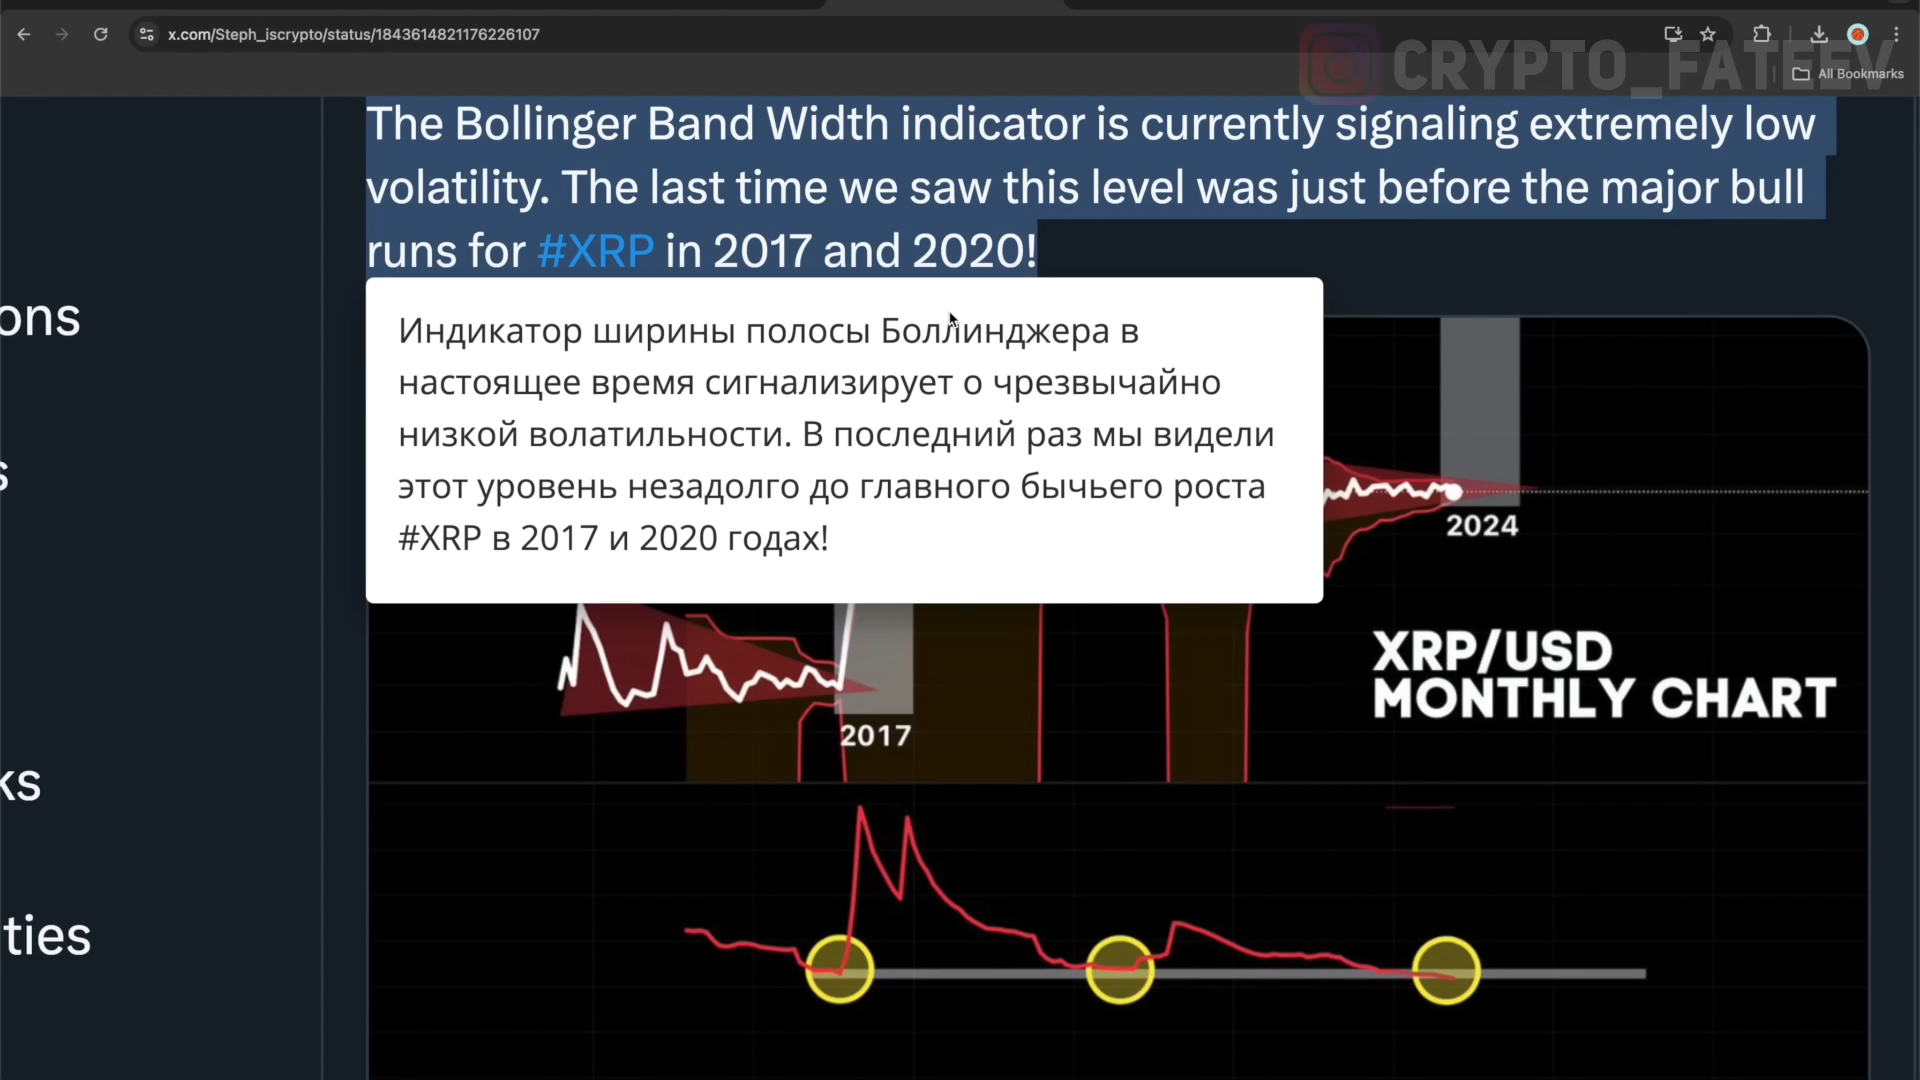 x.com/Steph_iscrypto/status/1843614821176226107
CRYPTO_FATEEV
All Bookmarks
The Bollinger Band Width indicator is currently signaling extremely low
volatility. The last time we saw this level was just before the major bull
runs for #XRP in 2017 and 2020!
Индикатор ширины полосы Боллинджера в
настоящее время сигнализирует о чрезвычайно
низкой волатильности. В последний раз мы видели
этот уровень незадолго до главного бычьего роста
#XRP в 2017 и 2020 годах!
ons
s
ks
ties
2024
XRP/USD
MONTHLY CHART
2017